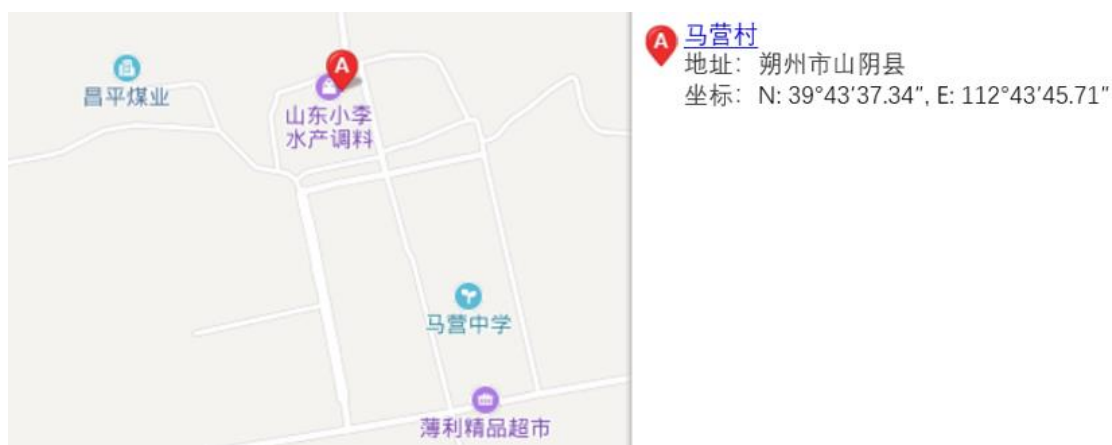 昌平煤业
A
山东小李
水产调料
马营中学
薄利精品超市
A 马营村
地址：朔州市山阴县
坐标：N: 39°43′37.34″, E: 112°43′45.71″